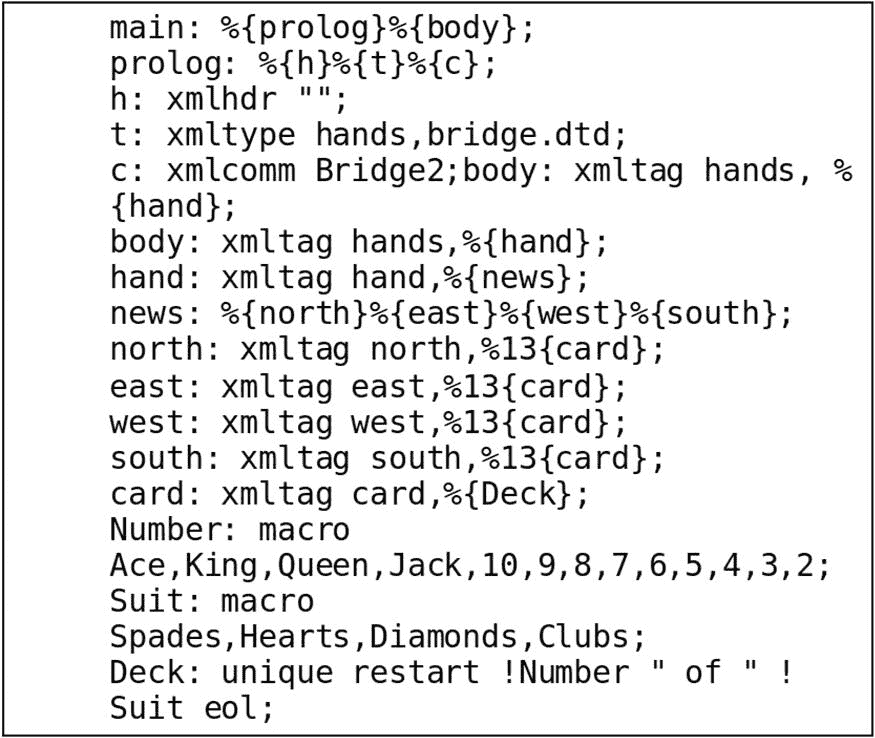 main: %{prolog}%{body};
prolog: %{h}%{t}%{c};
h: xmlhdr "";
t: xmltype hands,bridge.dtd;
c: xmlcomm Bridge2;body: xmltag hands, %
{hand};
body: xmltag hands,%{hand};
hand: xmltag hand,%{news};
news: %{north}%{east}%{west}%{south};
north: xmltag north,%13{card};
east: xmltag east,%13{card};
west: xmltag west,%13{card};
south: xmltag south,%13{card};
card: xmltag card,%{Deck};
Number: macro
Ace,King,Queen,Jack,10,9,8,7,6,5,4,3,2;
Suit: macro
Spades,Hearts,Diamonds,Clubs;
Deck: unique restart !Number " of " !
Suit eol;